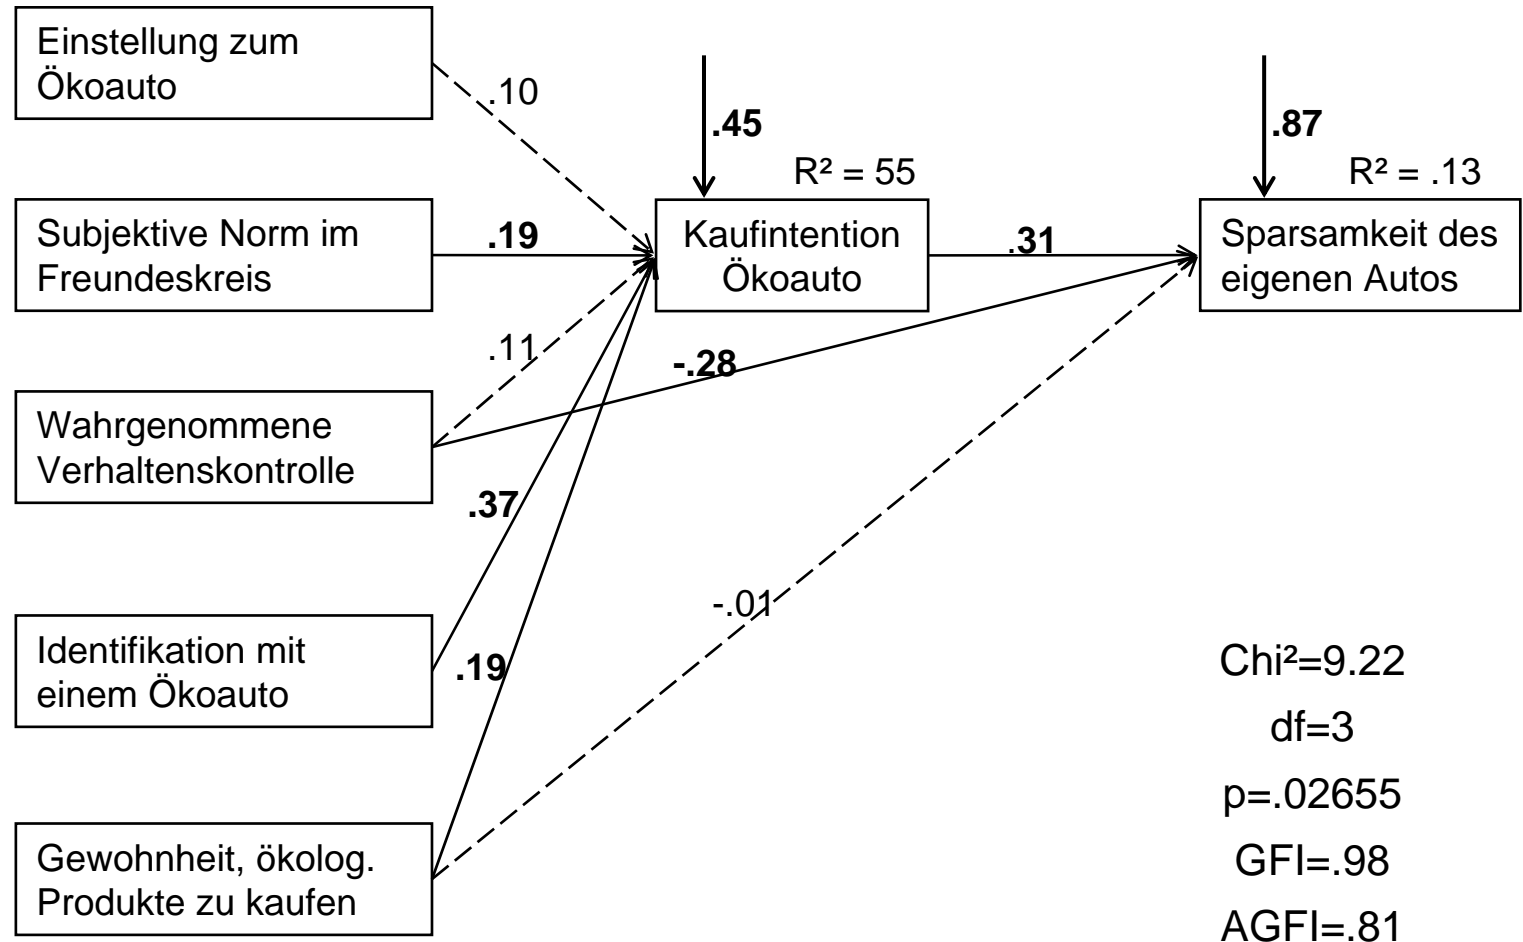 Einstellung zum
Ökoauto
.10
.45
.87
R² = 55
R² = .13
Subjektive Norm im
Freundeskreis
.19
Kaufintention
Ökoauto
.31
Sparsamkeit des
eigenen Autos
.11
-.28
Wahrgenommene
Verhaltenskontrolle
.37
-.01
Identifikation mit
einem Ökoauto
.19
Chi²=9.22
df=3
p=.02655
GFI=.98
AGFI=.81
Gewohnheit, ökolog.
Produkte zu kaufen